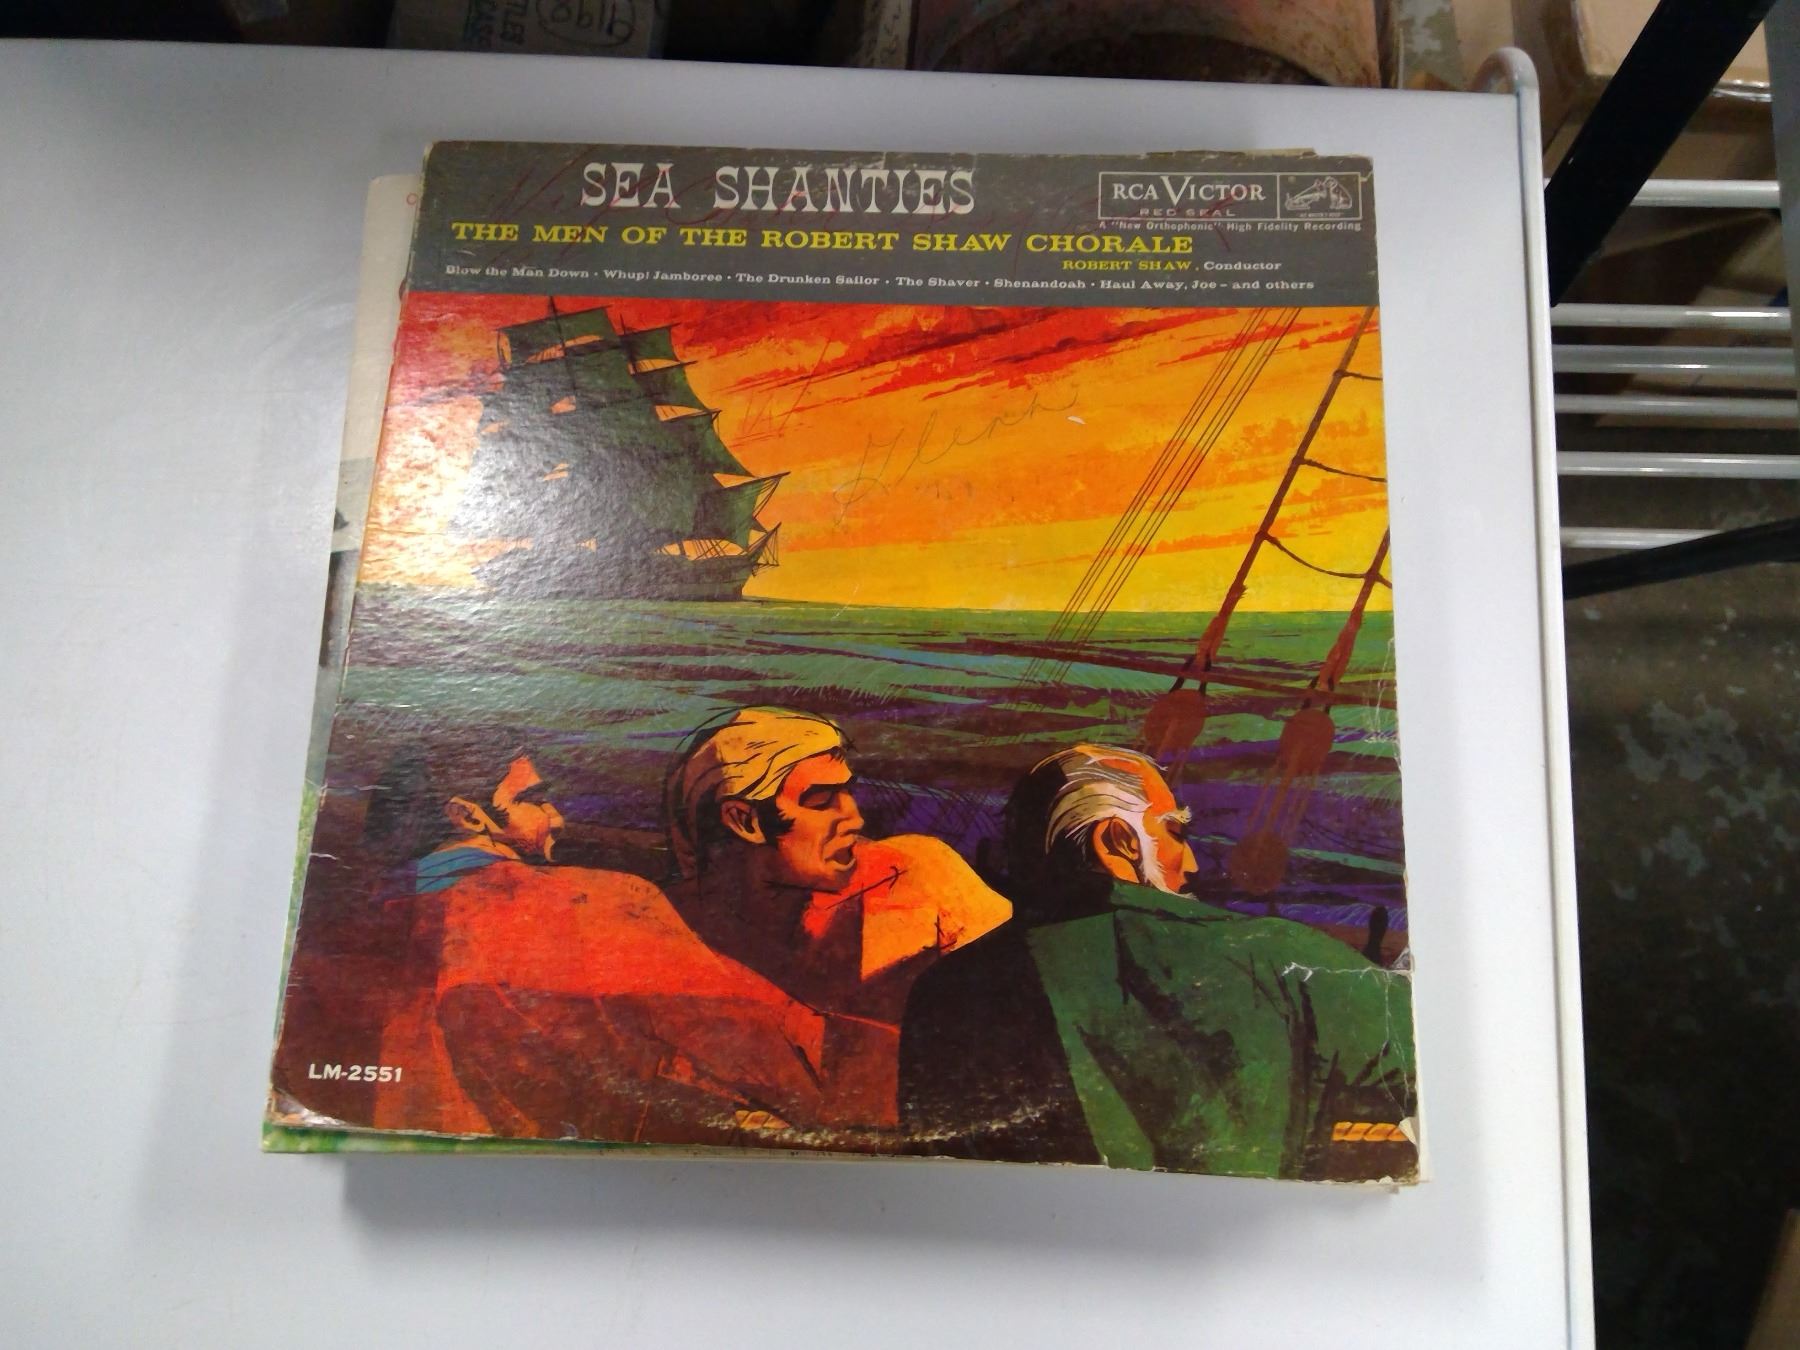 SEA SHANTIES
RCA VICTOR
RED SEAL
A "New Orthophonic" High Fidelity Recording
THE MEN OF THE ROBERT SHAW CHORALE
ROBERT SHAW, Conductor
Blow the Man Down • Whup! Jamboree • The Drunken Sailor • The Shaver • Shenandoah • Haul Away, Joe – and others
LM-2551